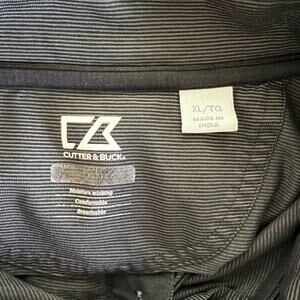 XL/TG
MADE IN
INDIA
CUTTER & BUCK®
Moisture wicking
Comfortable
Breathable